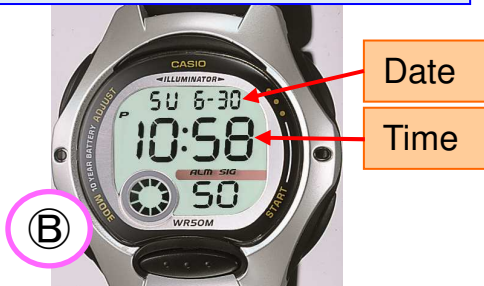 CASIO
◄ILLUMINATOR►
ADJUST
10 YEAR BATTERY
MODE
START
SU 6-30
P
10:58
ALM SIG
50
WR50M
Date
Time
Ⓑ